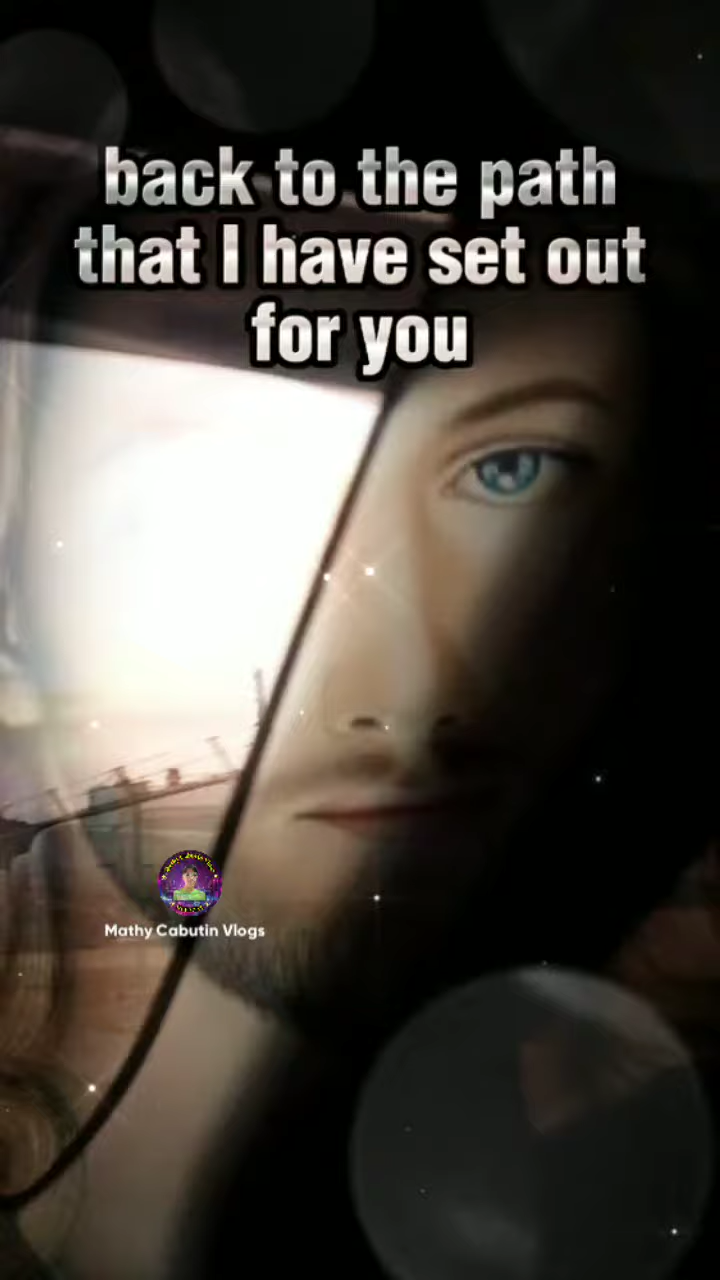 back to the path
that I have set out
for you
Mathy Cabutin Vlogs